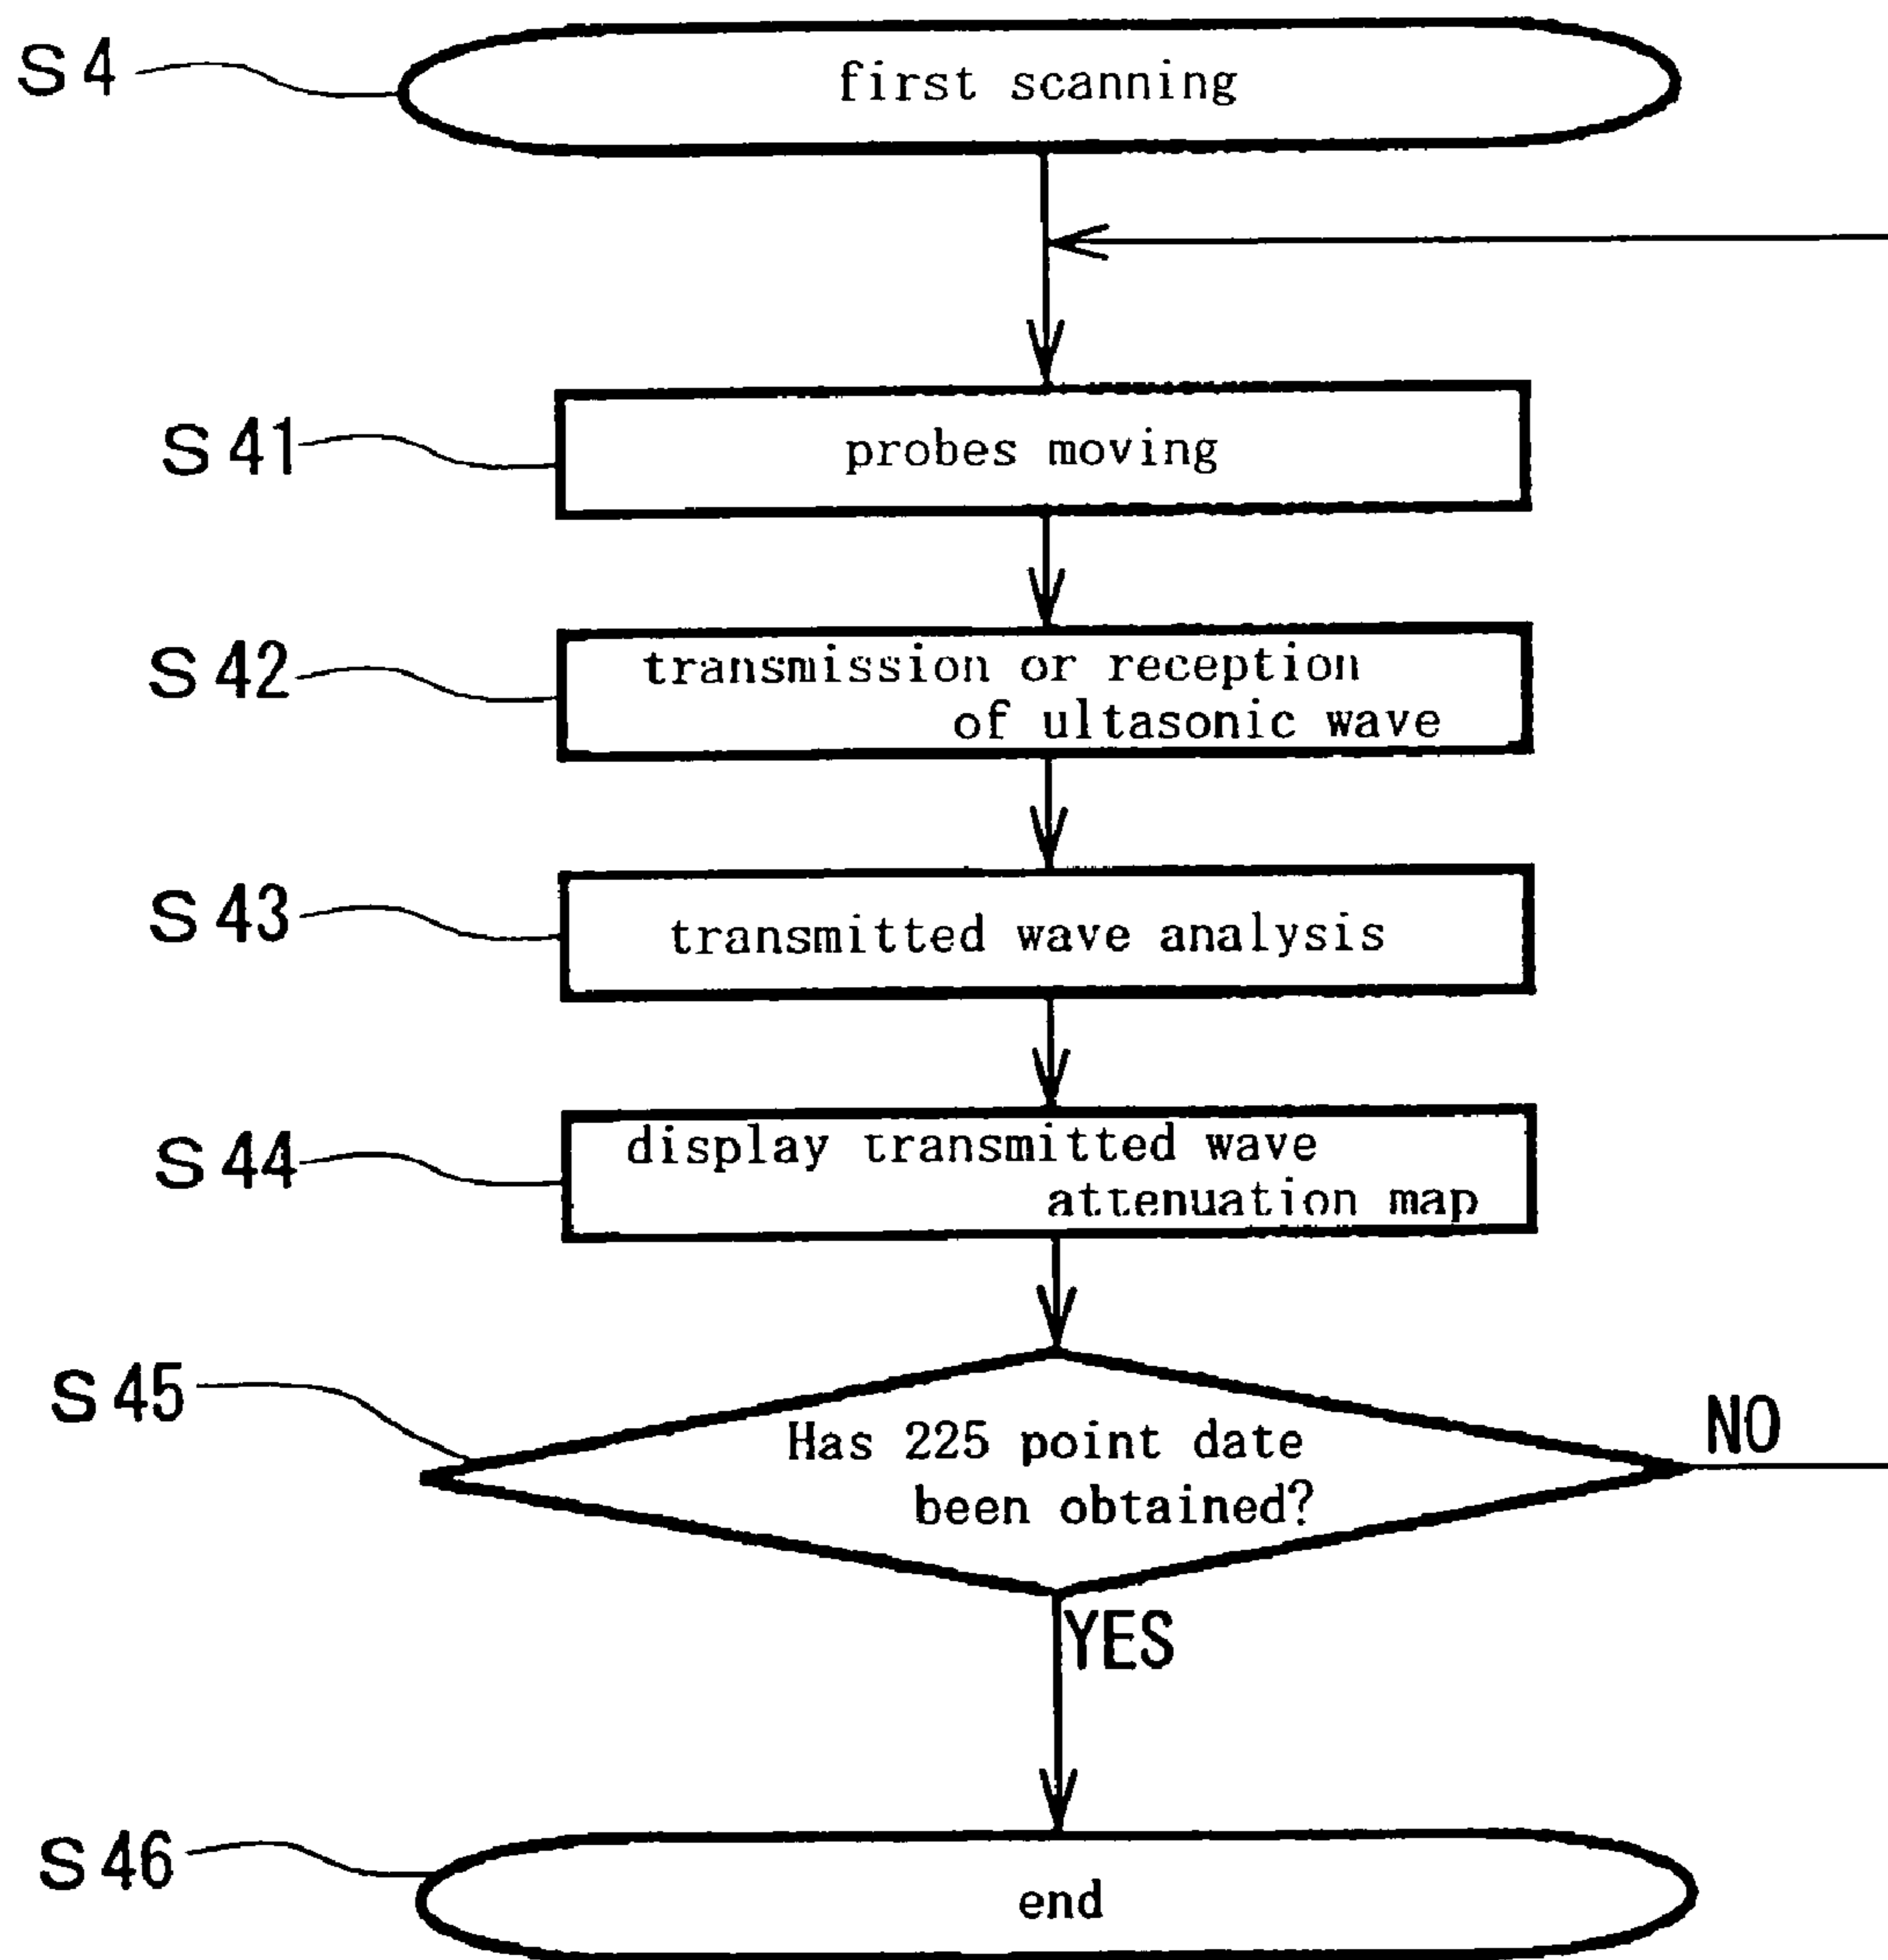 S4
first scanning
S41
probes moving
S42
transmission or reception
of ultasonic wave
S43
transmitted wave analysis
S44
display transmitted wave
attenuation map
S45
Has 225 point date
been obtained?
NO
YES
S46
end